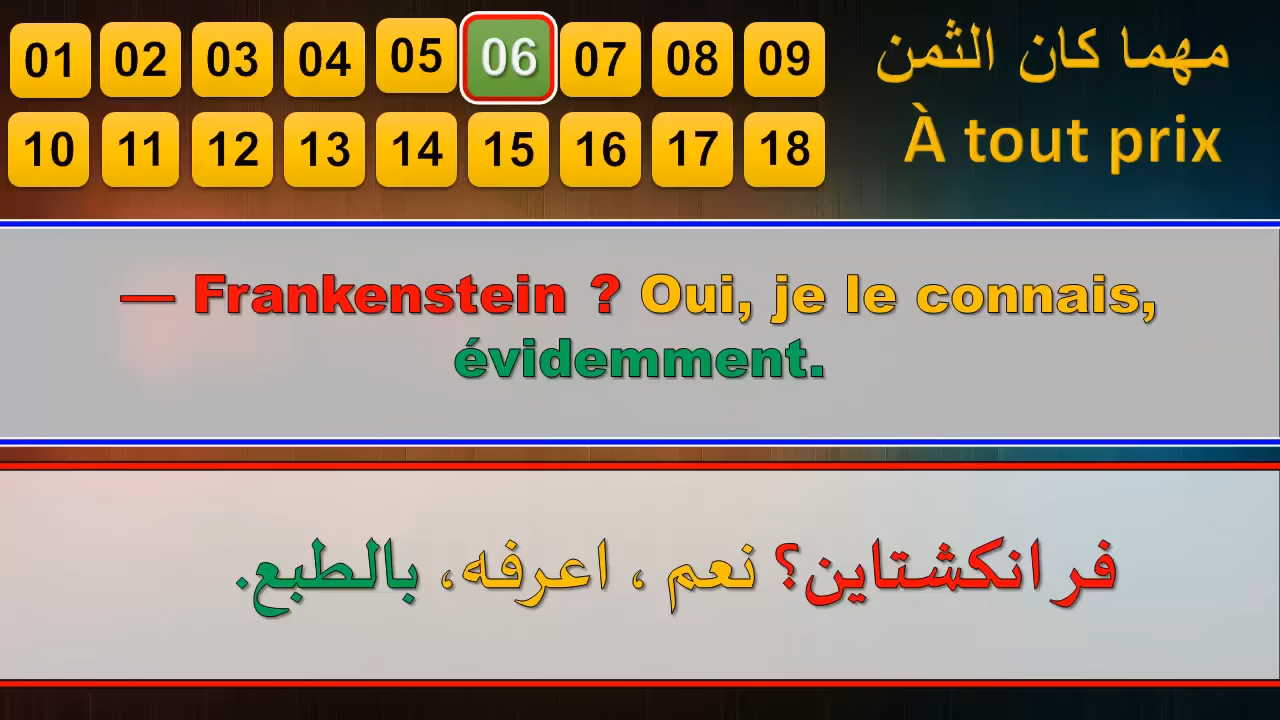 01 02 03 04 05 06 07 08 09
10 11 12 13 14 15 16 17 18
مهما كان الثمن
À tout prix
— Frankenstein ? Oui, je le connais,
évidemment.
فرانكشتاين؟ نعم ، اعرفه، بالطبع.